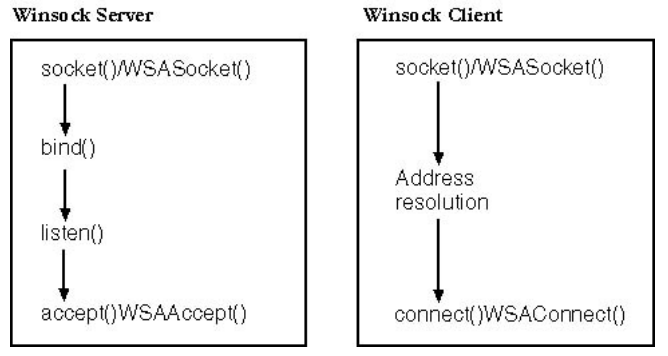 Winsock Server
socket()/WSASocket()
bind()
listen()
accept()WSAAccept()
Winsock Client
socket()/WSASocket()
Address
resolution
connect()WSAConnect()